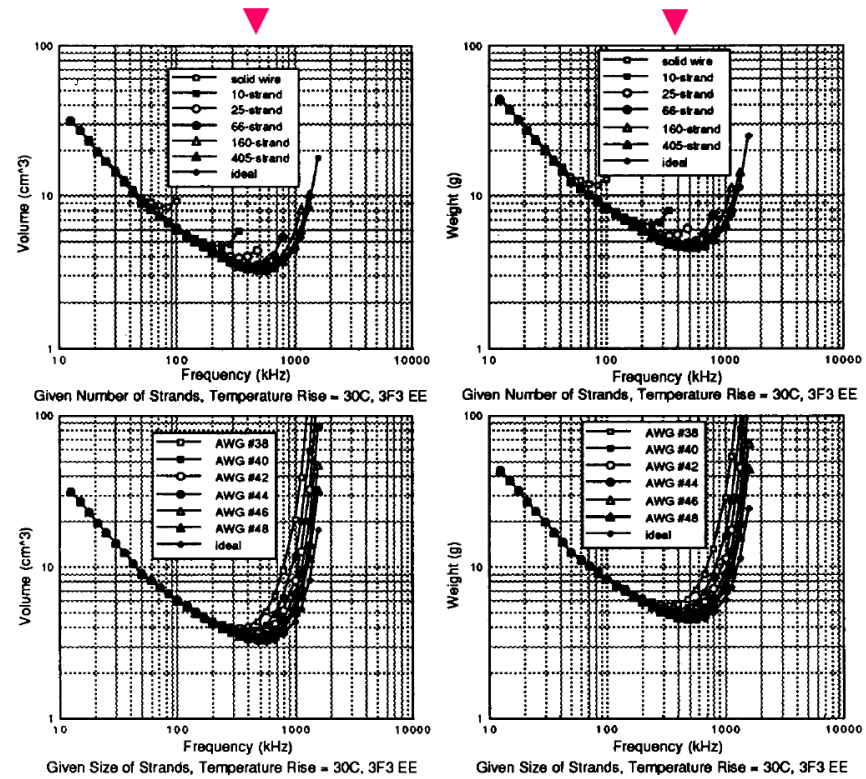 100
10
1
Volume (cm^3)
solid wire
10-strand
25-strand
66-strand
160-strand
405-strand
ideal
10 100 1000 10000
Frequency (kHz)
Given Number of Strands, Temperature Rise = 30C, 3F3 EE
100
10
1
Weight (g)
solid wire
10-strand
25-strand
66-strand
160-strand
405-strand
ideal
10 100 1000 10000
Frequency (kHz)
Given Number of Strands, Temperature Rise = 30C, 3F3 EE
100
10
1
Volume (cm^3)
AWG #38
AWG #40
AWG #42
AWG #44
AWG #46
AWG #48
ideal
10 100 1000 10000
Frequency (kHz)
Given Size of Strands, Temperature Rise = 30C, 3F3 EE
100
10
1
Weight (g)
AWG #38
AWG #40
AWG #42
AWG #44
AWG #46
AWG #48
ideal
10 100 1000 10000
Frequency (kHz)
Given Size of Strands, Temperature Rise = 30C, 3F3 EE